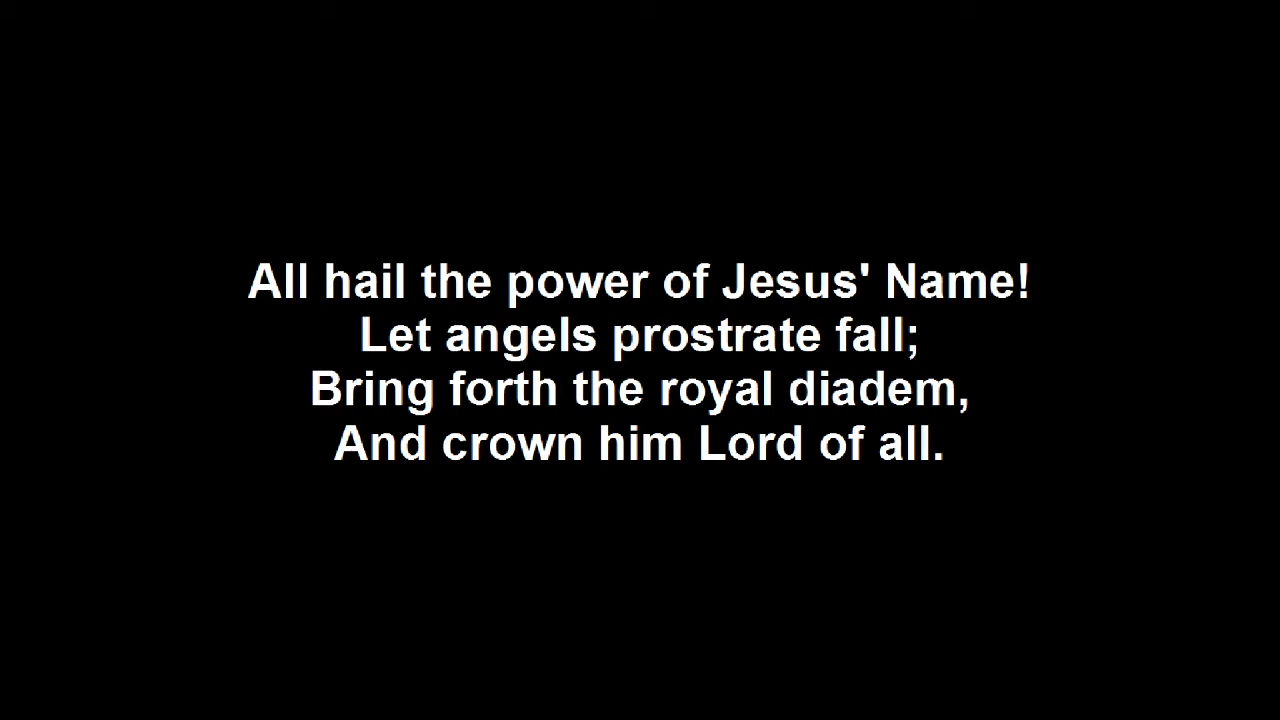 All hail the power of Jesus' Name!
Let angels prostrate fall;
Bring forth the royal diadem,
And crown him Lord of all.